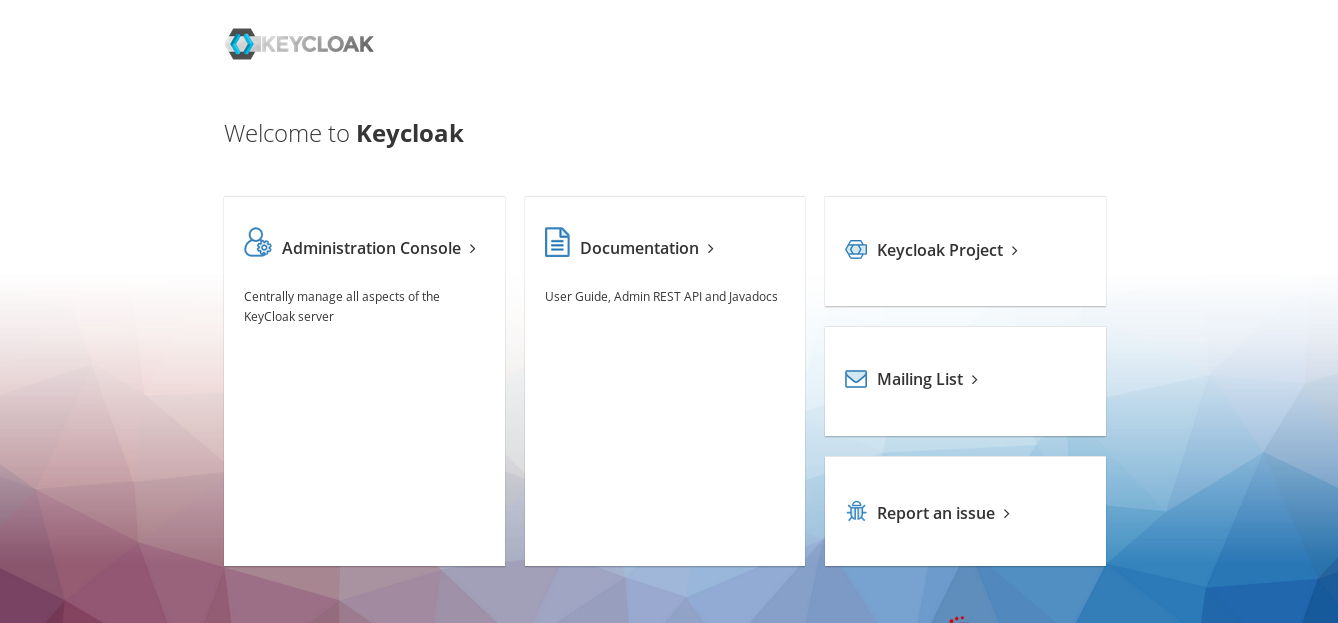 KEYCLOAK
Welcome to Keycloak
Administration Console
Centrally manage all aspects of the
KeyCloak server
Documentation
User Guide, Admin REST API and Javadocs
Keycloak Project
Mailing List
Report an issue